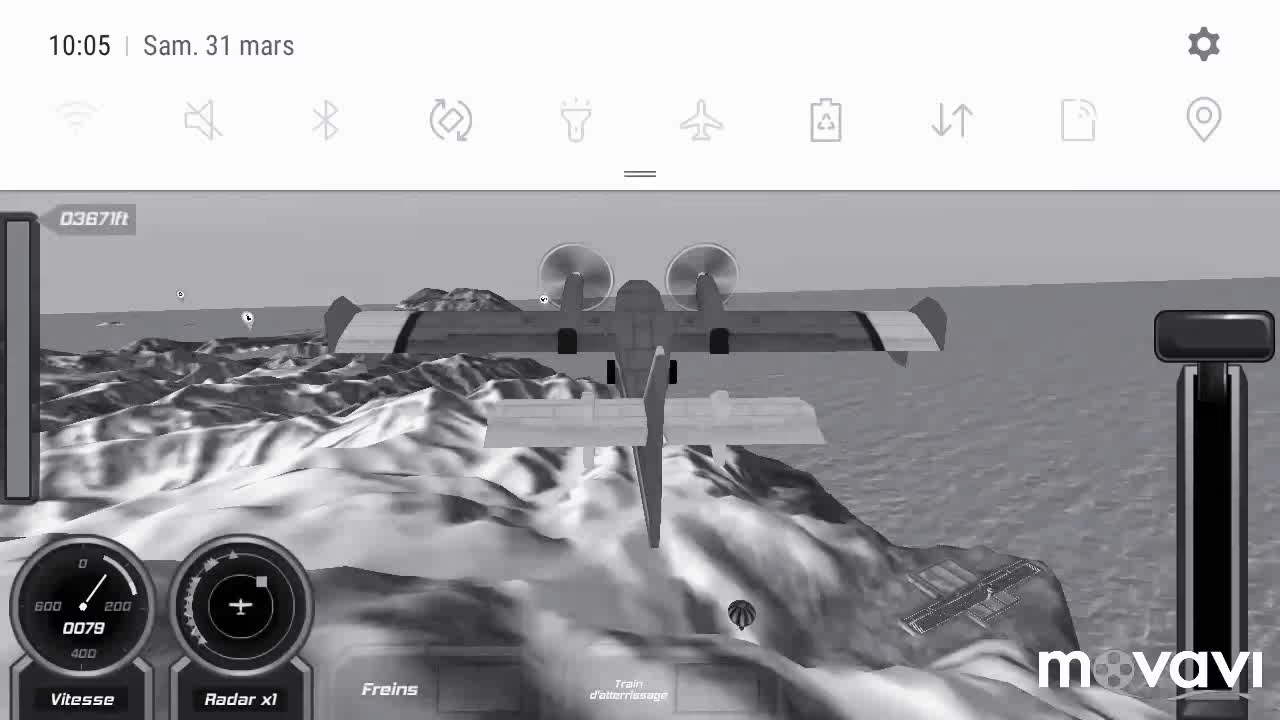 10:05 | Sam. 31 mars
03671ft
0
600 200
0079
400
Vitesse
Radar x1
Freins
Train
d'atterrissage
movavi